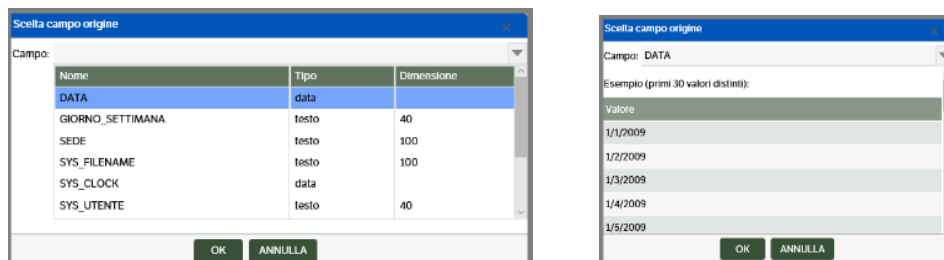 Scelta campo origine
Campo:
Nome Tipo Dimensione
DATA data
GIORNO_SETTIMANA testo 40
SEDE testo 100
SYS_FILENAME testo 100
SYS_CLOCK data
SYS_UTENTE testo 40
OK ANNULLA
Scelta campo origine
Campo: DATA
Esempio (primi 30 valori distinti):
Valore
1/1/2009
1/2/2009
1/3/2009
1/4/2009
1/5/2009
OK ANNULLA